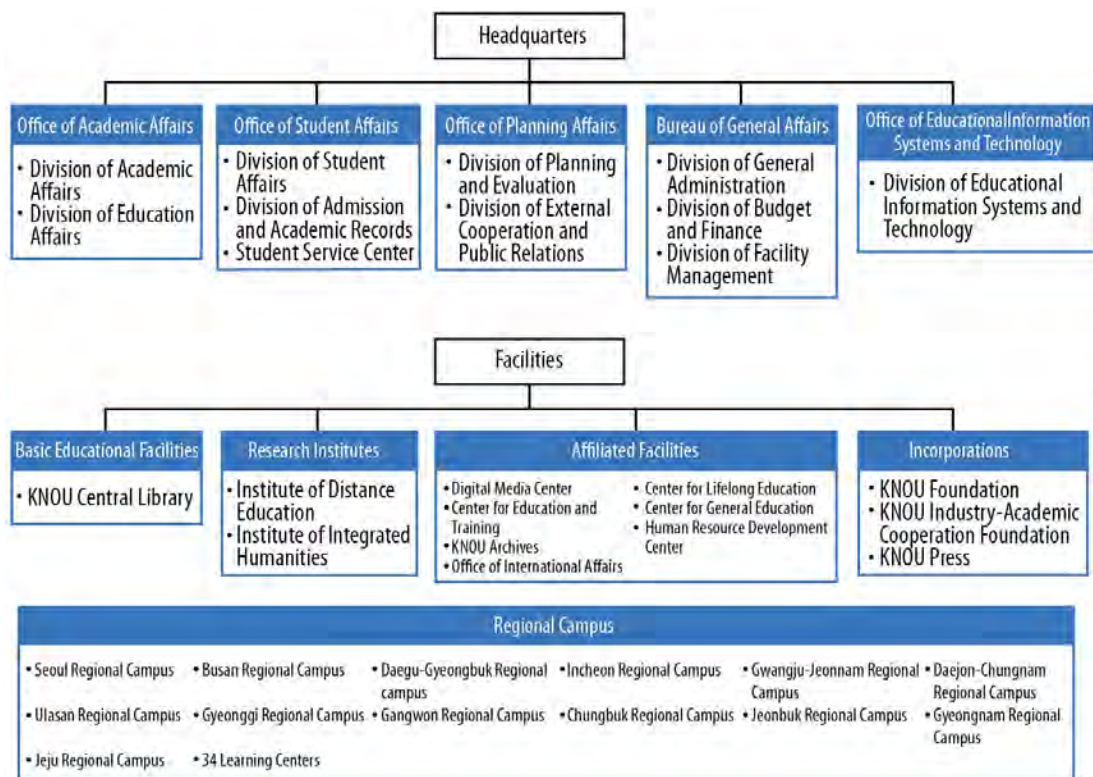 Headquarters
Office of Academic Affairs
• Division of Academic
Affairs
• Division of Education
Affairs
Office of Student Affairs
• Division of Student
Affairs
• Division of Admission
and Academic Records
• Student Service Center
Office of Planning Affairs
• Division of Planning
and Evaluation
• Division of External
Cooperation and
Public Relations
Bureau of General Affairs
• Division of General
Administration
• Division of Budget
and Finance
• Division of Facility
Management
Office of EducationalInformation
Systems and Technology
• Division of Educational
Information Systems and
Technology
Facilities
Basic Educational Facilities
• KNOU Central Library
Research Institutes
• Institute of Distance
Education
• Institute of Integrated
Humanities
Affiliated Facilities
• Digital Media Center
• Center for Education and
Training
• KNOU Archives
• Office of International Affairs
• Center for Lifelong Education
• Center for General Education
• Human Resource Development
Center
Incorporations
• KNOU Foundation
• KNOU Industry-Academic
Cooperation Foundation
• KNOU Press
Regional Campus
• Seoul Regional Campus
• Busan Regional Campus
• Daegu-Gyeongbuk Regional
campus
• Incheon Regional Campus
• Gwangju-Jeonnam Regional
Campus
• Daejon-Chungnam
Regional Campus
• Ulasan Regional Campus
• Gyeonggi Regional Campus
• Gangwon Regional Campus
• Chungbuk Regional Campus
• Jeonbuk Regional Campus
• Gyeongnam Regional
Campus
• Jeju Regional Campus
• 34 Learning Centers